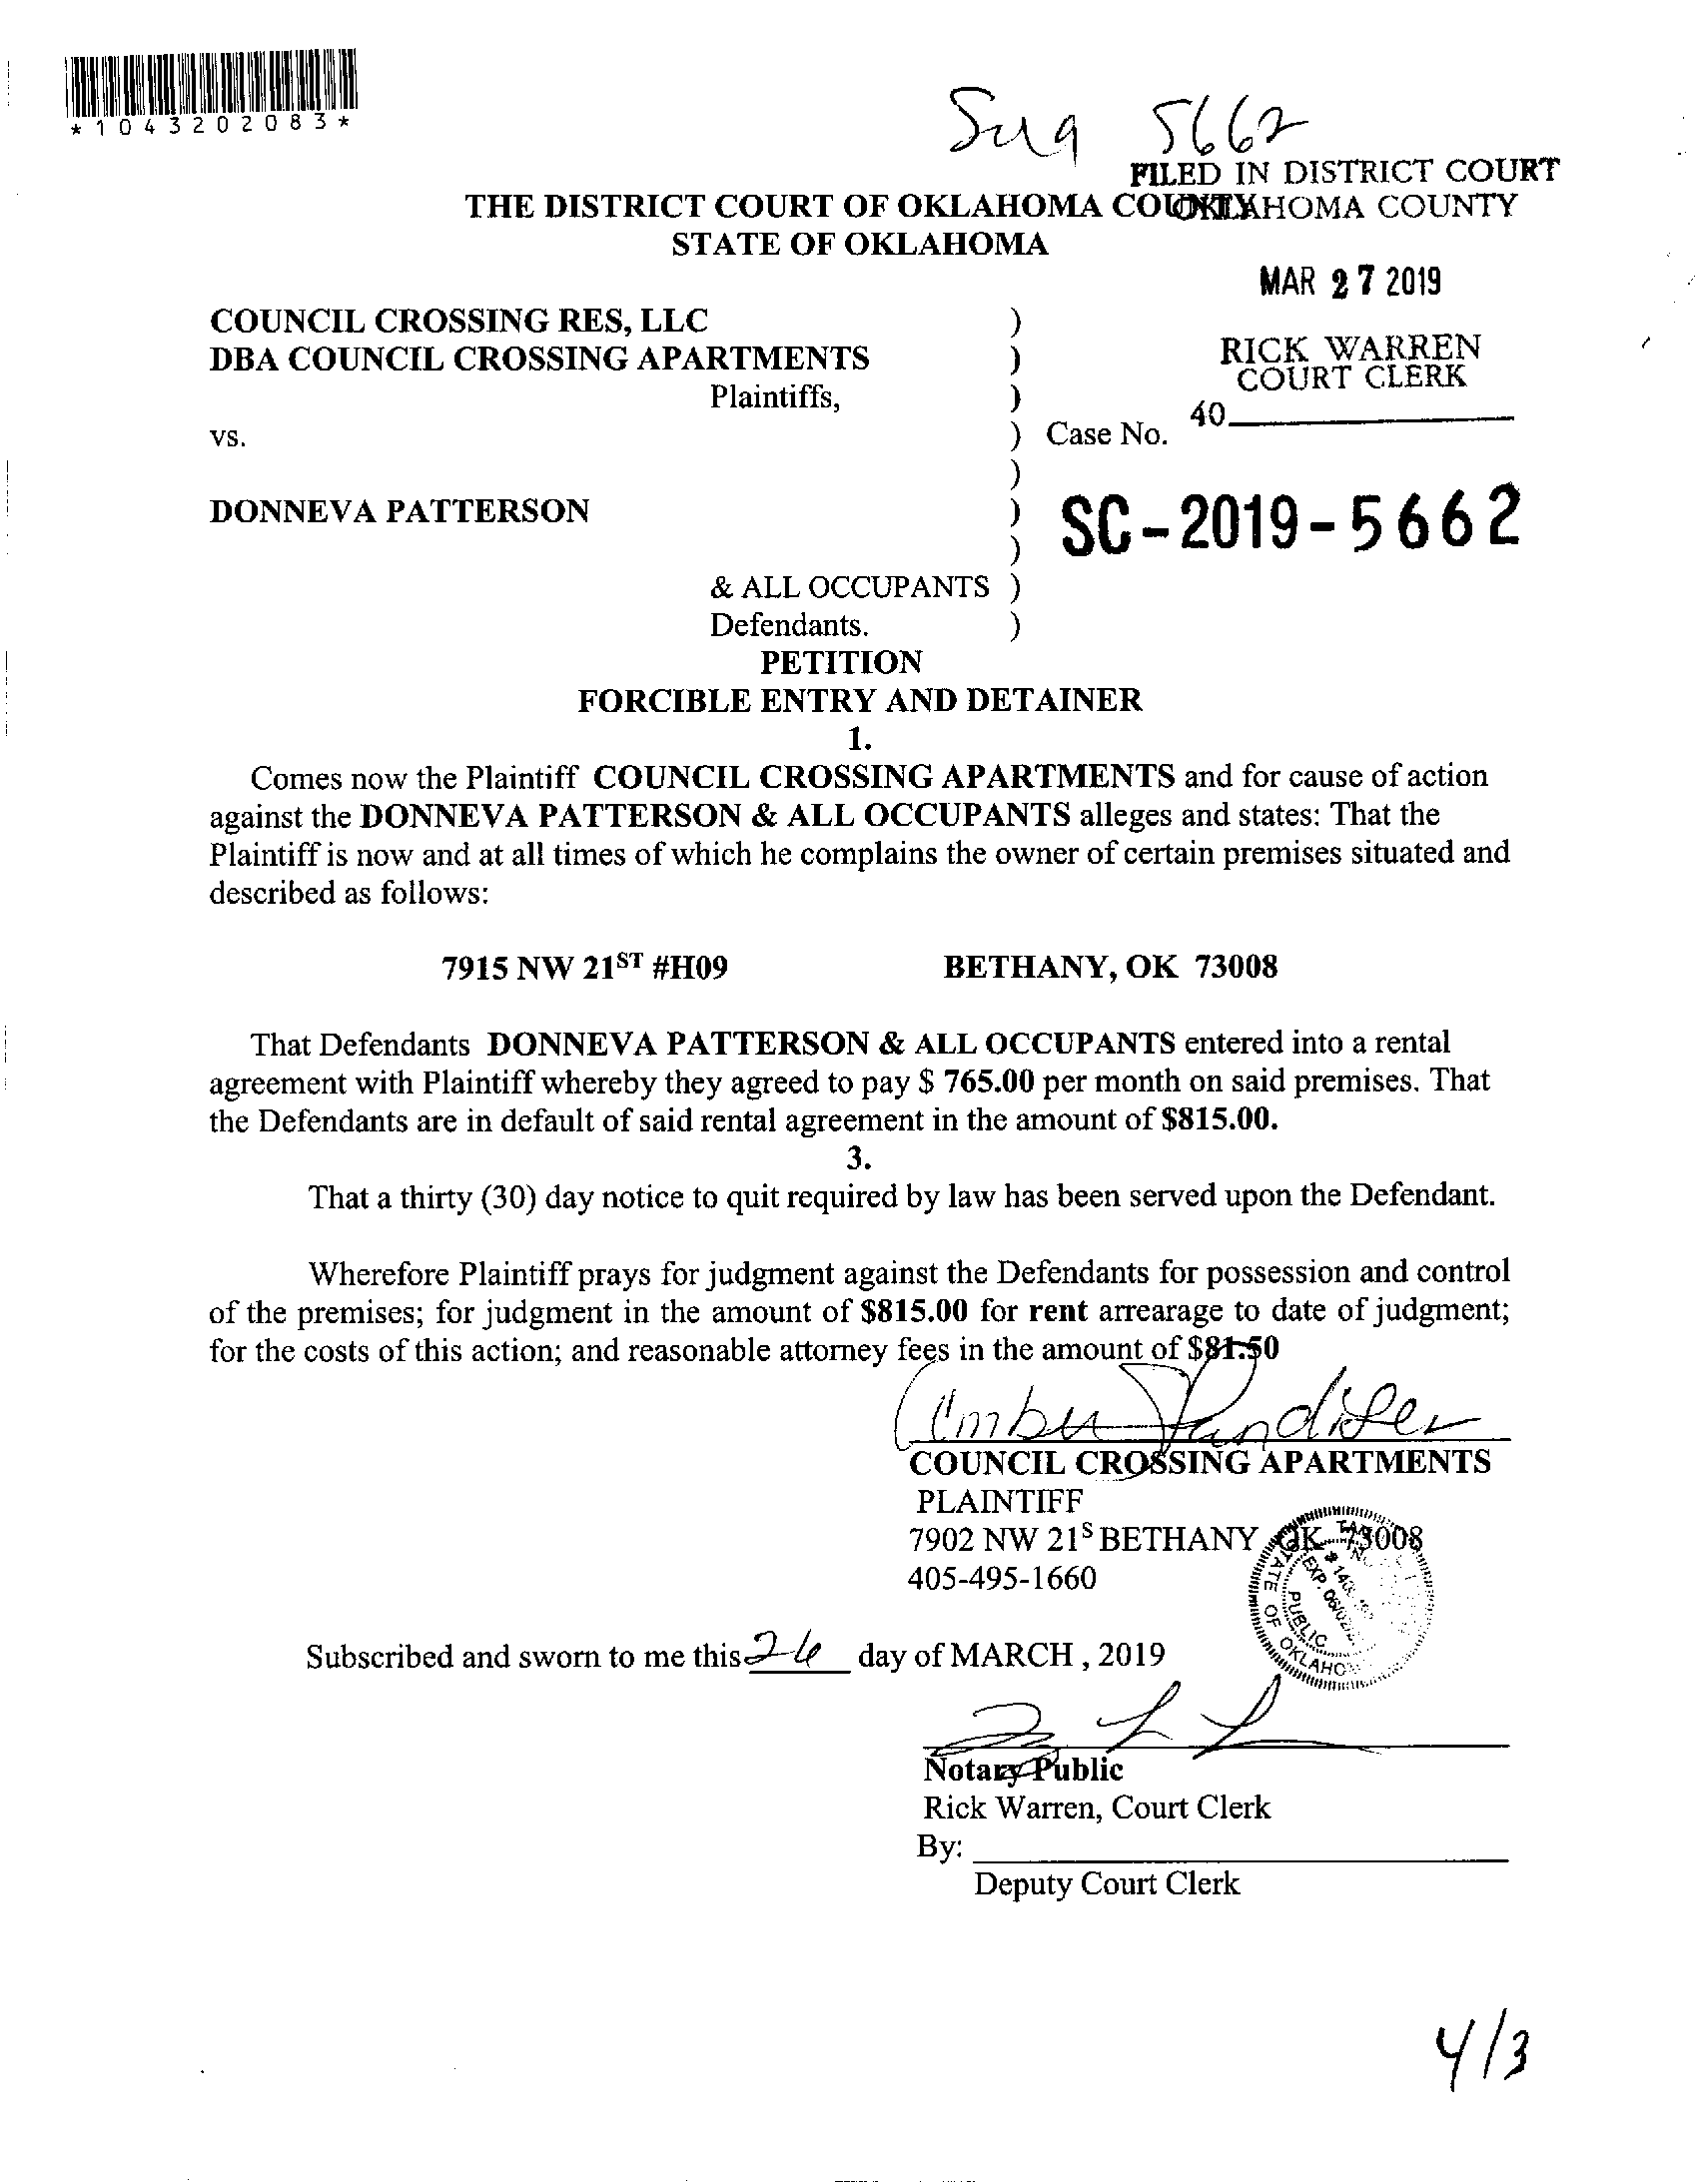 *1043202083*
5662
FILED IN DISTRICT COURT
OKLAHOMA COUNTY
THE DISTRICT COURT OF OKLAHOMA COUNTY
STATE OF OKLAHOMA
MAR 27 2019
COUNCIL CROSSING RES, LLC )
DBA COUNCIL CROSSING APARTMENTS )
RICK WARREN
COURT CLERK
Plaintiffs, )
40
vs. ) Case No.
)
DONNEVA PATTERSON )
SC-2019-5662
)
& ALL OCCUPANTS )
Defendants. )
PETITION
FORCIBLE ENTRY AND DETAINER
1.
Comes now the Plaintiff COUNCIL CROSSING APARTMENTS and for cause of action
against the DONNEVA PATTERSON & ALL OCCUPANTS alleges and states: That the
Plaintiff is now and at all times of which he complains the owner of certain premises situated and
described as follows:
7915 NW 21ST #H09 BETHANY, OK 73008
That Defendants DONNEVA PATTERSON & ALL OCCUPANTS entered into a rental
agreement with Plaintiff whereby they agreed to pay $ 765.00 per month on said premises. That
the Defendants are in default of said rental agreement in the amount of $815.00.
3.
That a thirty (30) day notice to quit required by law has been served upon the Defendant.
Wherefore Plaintiff prays for judgment against the Defendants for possession and control
of the premises; for judgment in the amount of $815.00 for rent arrearage to date of judgment;
for the costs of this action; and reasonable attorney fees in the amount of $81.50
COUNCIL CROSSING APARTMENTS
PLAINTIFF
7902 NW 21S BETHANY OK 73008
405-495-1660
PUBLIC
STATE OF OKLAHO
Subscribed and sworn to me this 26 day of MARCH , 2019
Notary Public
Rick Warren, Court Clerk
By:
Deputy Court Clerk
4/3